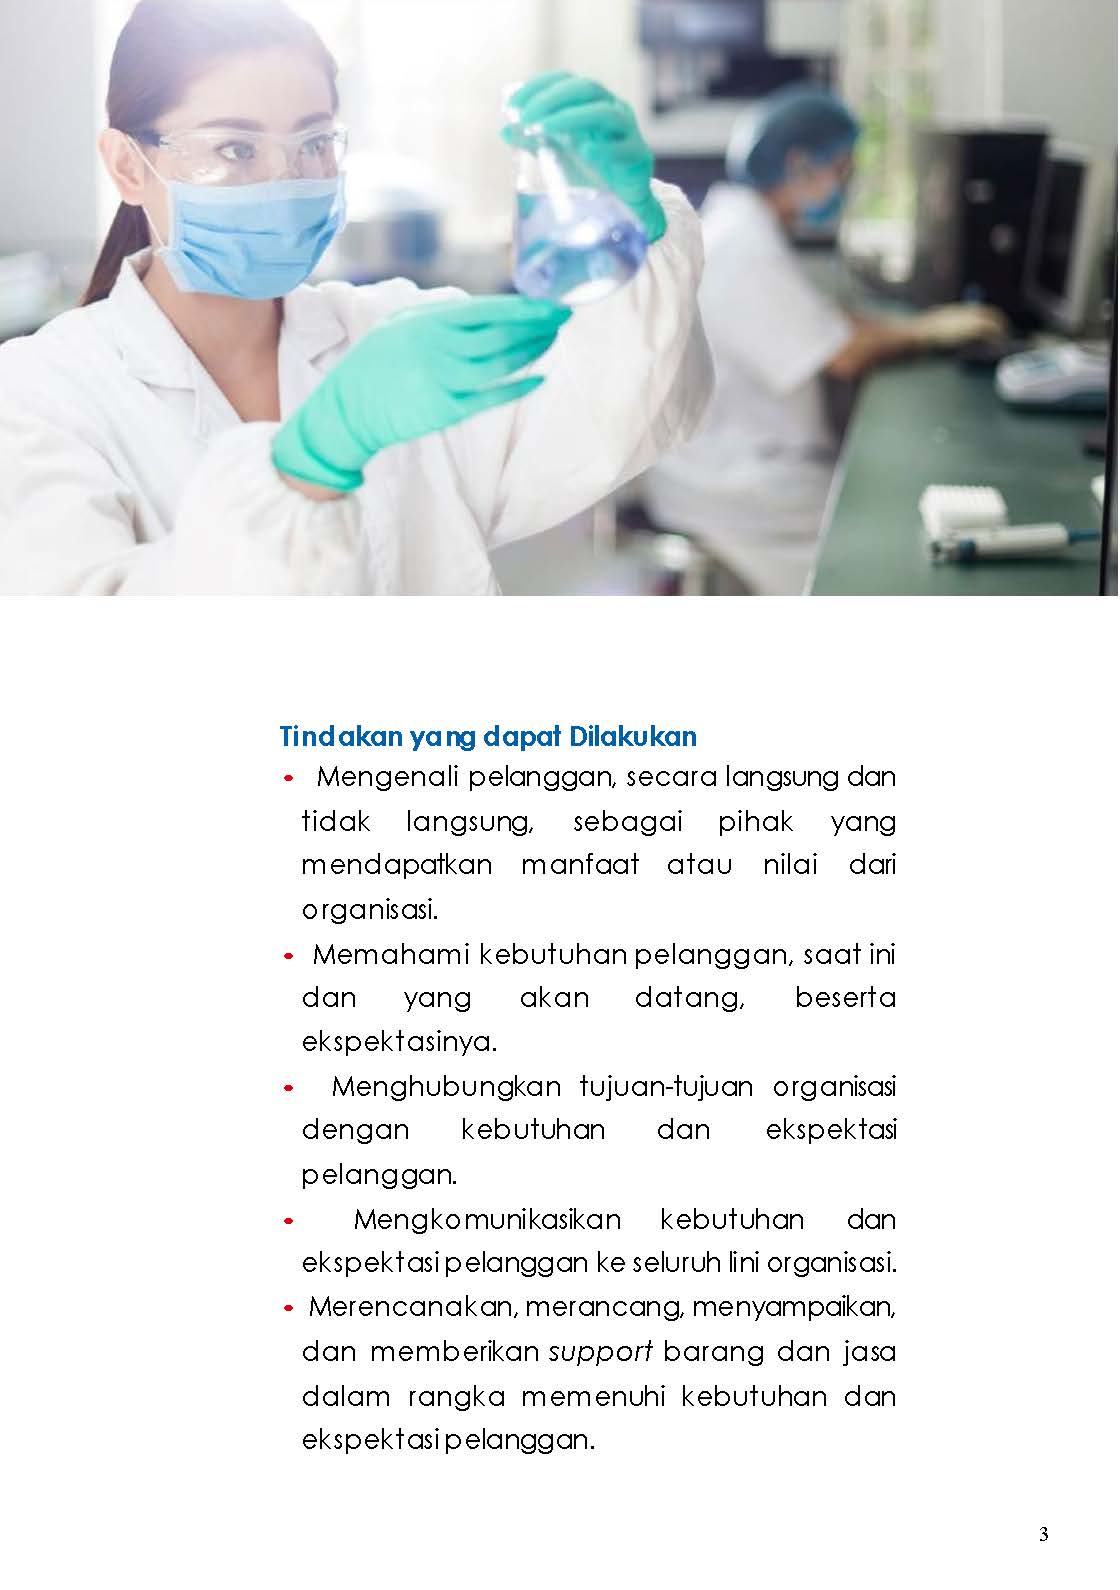 Tindakan yang dapat Dilakukan
• Mengenali pelanggan, secara langsung dan
tidak langsung, sebagai pihak yang
mendapatkan manfaat atau nilai dari
organisasi.
• Memahami kebutuhan pelanggan, saat ini
dan yang akan datang, beserta
ekspektasinya.
• Menghubungkan tujuan-tujuan organisasi
dengan kebutuhan dan ekspektasi
pelanggan.
• Mengkomunikasikan kebutuhan dan
ekspektasi pelanggan ke seluruh lini organisasi.
• Merencanakan, merancang, menyampaikan,
dan memberikan support barang dan jasa
dalam rangka memenuhi kebutuhan dan
ekspektasi pelanggan.
3